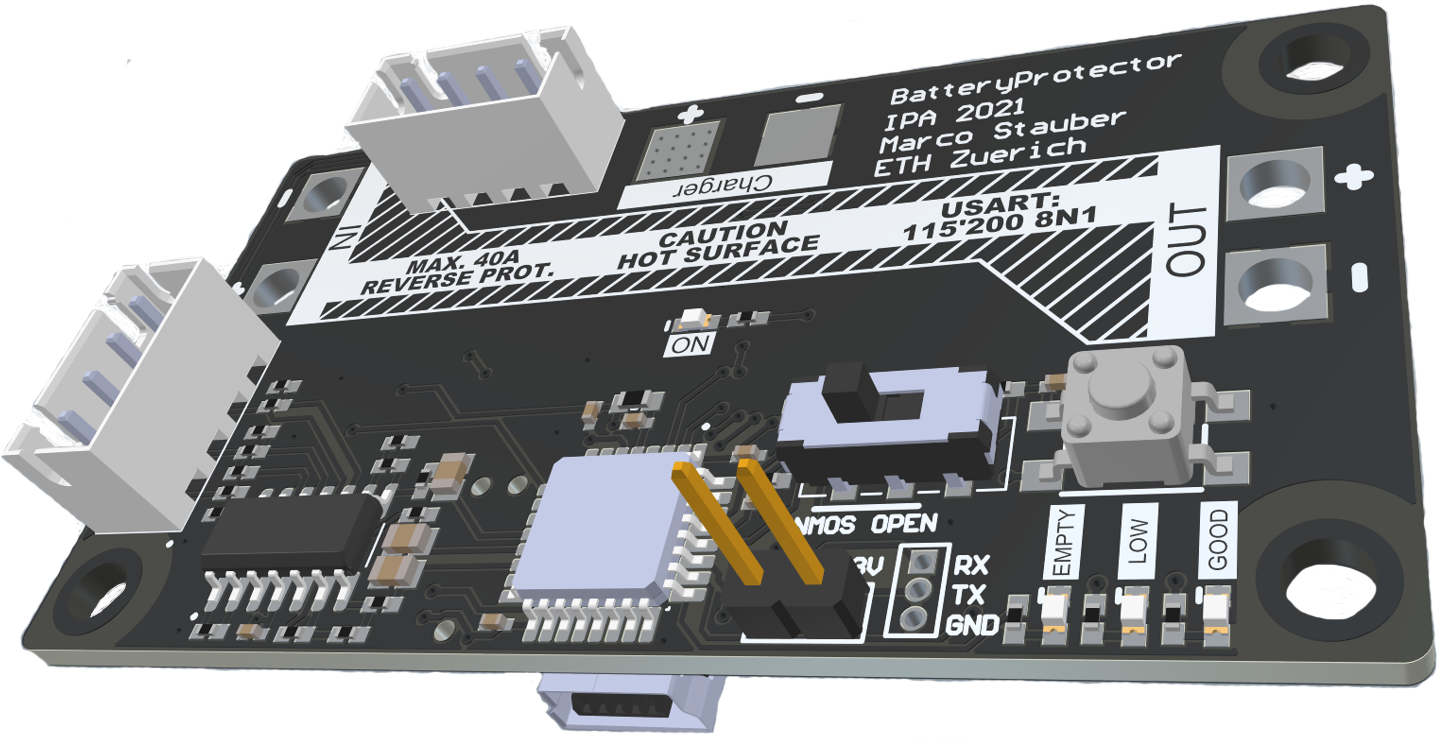 BatteryProtector
IPA 2021
Marco Stauber
ETH Zuerich
+
-
-
Charger
IN
MAX. 40A
REVERSE PROT.
CAUTION
HOT SURFACE
USART:
115'200 8N1
OUT
+
-
ON
NMOS OPEN
3V
RX
TX
GND
EMPTY
LOW
GOOD